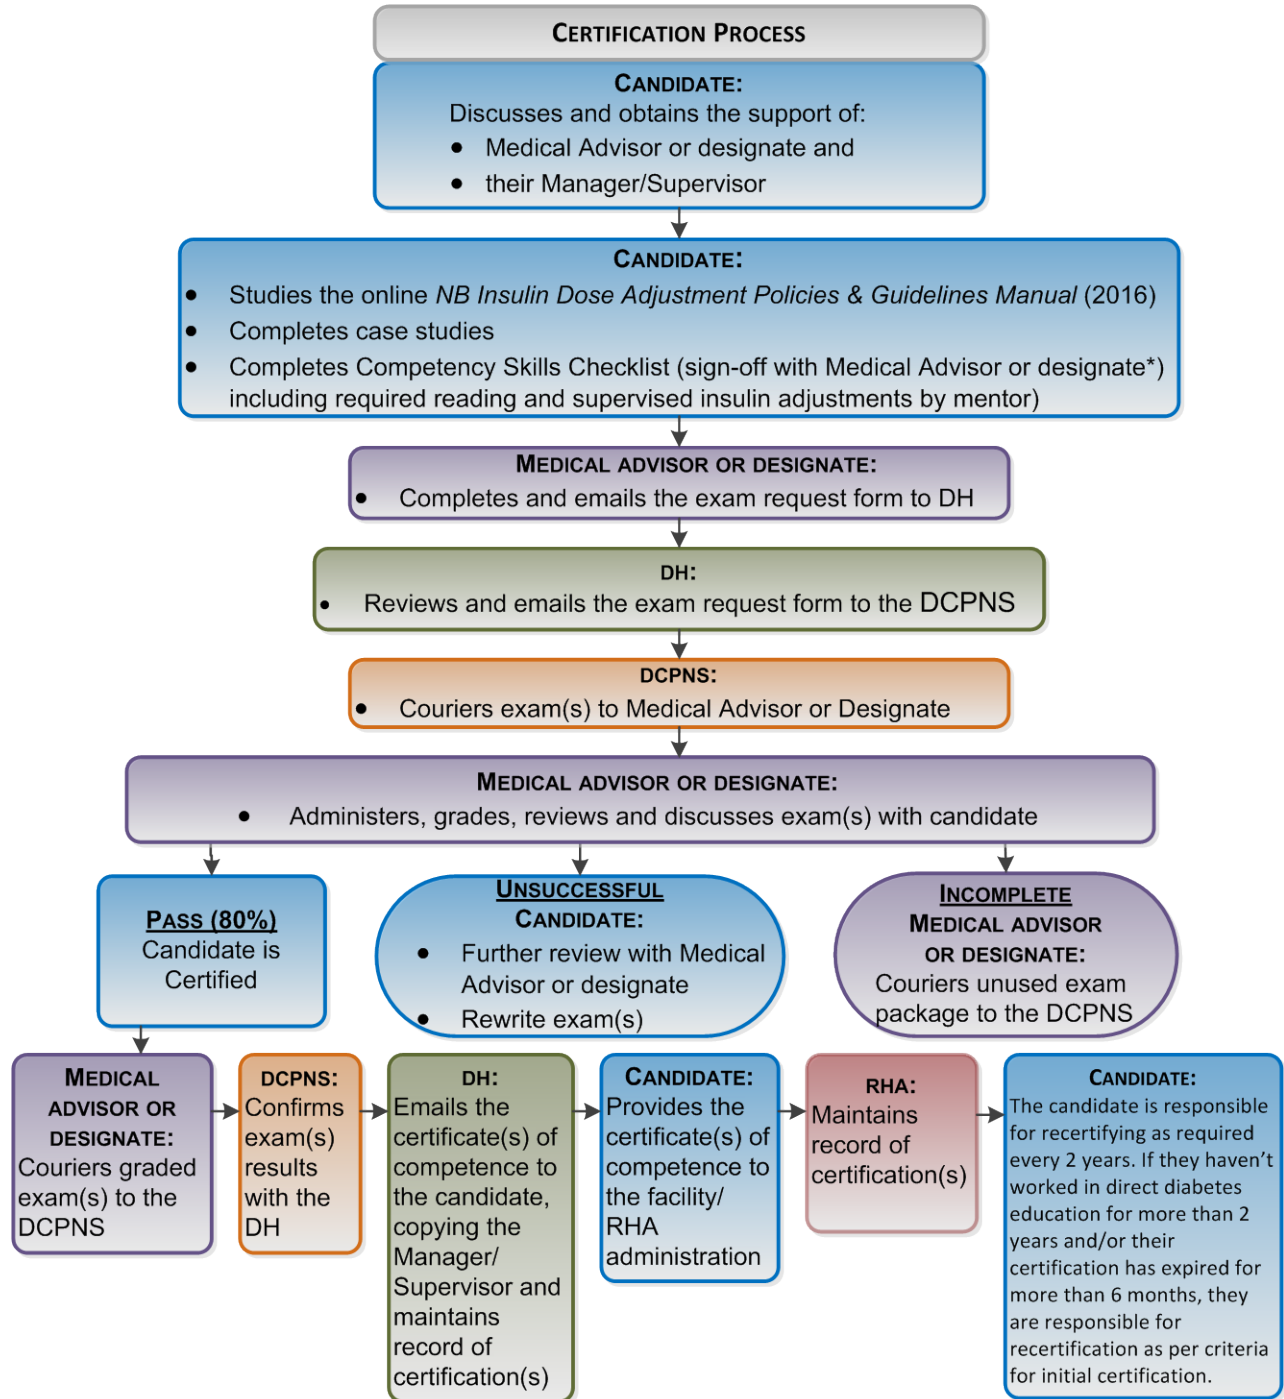 CERTIFICATION PROCESS
CANDIDATE:
Discusses and obtains the support of:
• Medical Advisor or designate and
• their Manager/Supervisor
CANDIDATE:
• Studies the online NB Insulin Dose Adjustment Policies & Guidelines Manual (2016)
• Completes case studies
• Completes Competency Skills Checklist (sign-off with Medical Advisor or designate*)
including required reading and supervised insulin adjustments by mentor)
MEDICAL ADVISOR OR DESIGNATE:
• Completes and emails the exam request form to DH
DH:
• Reviews and emails the exam request form to the DCPNS
DCPNS:
• Couriers exam(s) to Medical Advisor or Designate
MEDICAL ADVISOR OR DESIGNATE:
• Administers, grades, reviews and discusses exam(s) with candidate
PASS (80%)
Candidate is
Certified
UNSUCCESSFUL
CANDIDATE:
• Further review with Medical
Advisor or designate
• Rewrite exam(s)
INCOMPLETE
MEDICAL ADVISOR
OR DESIGNATE:
Couriers unused exam
package to the DCPNS
MEDICAL
ADVISOR OR
DESIGNATE:
Couriers graded
exam(s) to the
DCPNS
DCPNS:
Confirms
exam(s)
results
with the
DH
DH:
Emails the
certificate(s) of
competence to
the candidate,
copying the
Manager/
Supervisor and
maintains
record of
certification(s)
CANDIDATE:
Provides the
certificate(s) of
competence to
the facility/
RHA
administration
RHA:
Maintains
record of
certification(s)
CANDIDATE:
The candidate is responsible
for recertifying as required
every 2 years. If they haven't
worked in direct diabetes
education for more than 2
years and/or their
certification has expired for
more than 6 months, they
are responsible for
recertification as per criteria
for initial certification.